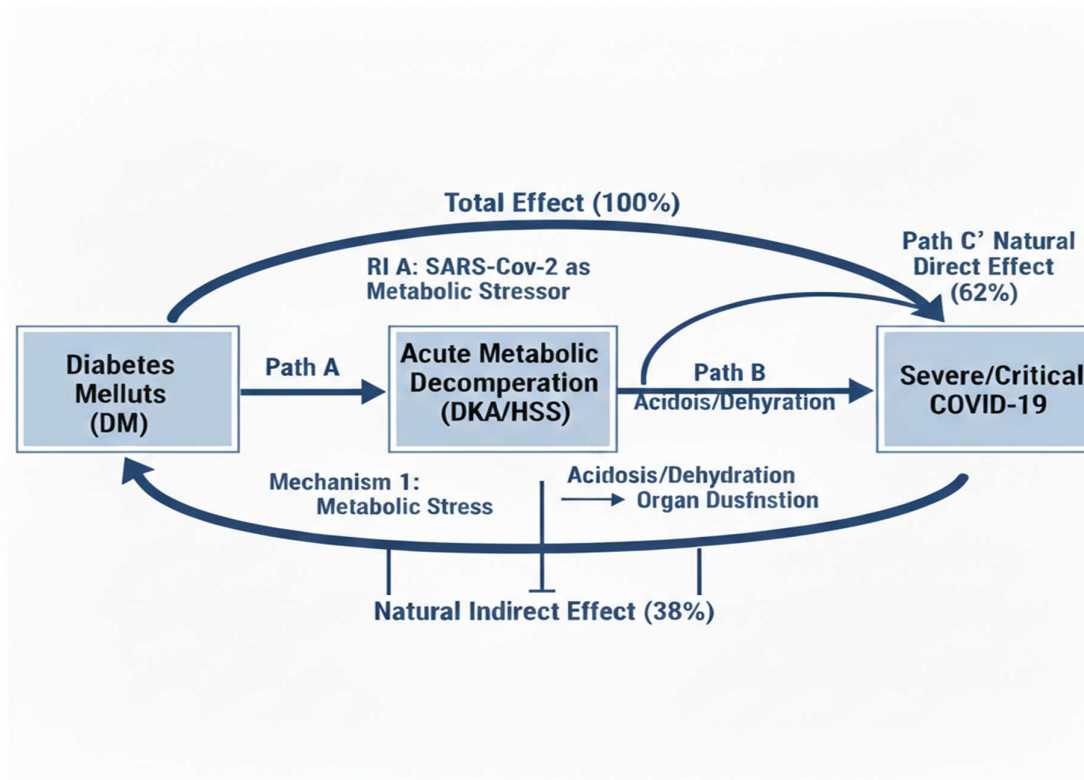 Total Effect (100%)
Path C’ Natural
Direct Effect
(62%)
RI A: SARS-Cov-2 as
Metabolic Stressor
Diabetes
Melluts
(DM)
Path A
Acute Metabolic
Decomperation
(DKA/HSS)
Path B
Acidois/Dehyration
Severe/Critical
COVID-19
Mechanism 1:
Metabolic Stress
Acidosis/Dehydration
Organ Dusfnstion
Natural Indirect Effect (38%)